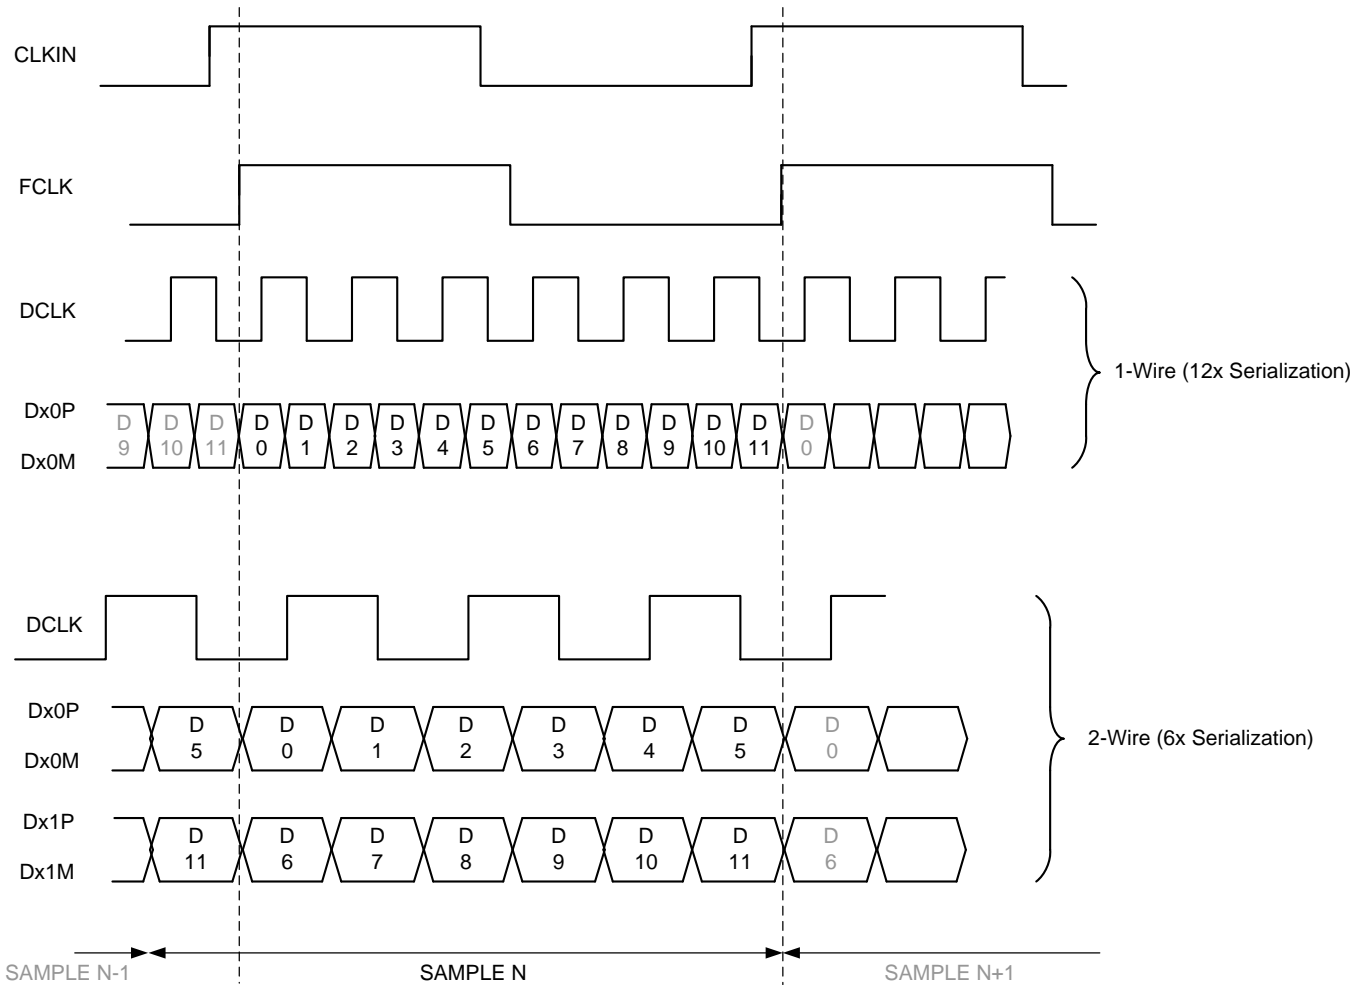 CLKIN
FCLK
DCLK
1-Wire (12x Serialization)
Dx0P
Dx0M
D D D D D D D D D D D D D D D D
9 10 11 0 1 2 3 4 5 6 7 8 9 10 11 0
DCLK
2-Wire (6x Serialization)
Dx0P
Dx0M
D D D D D D D D
5 0 1 2 3 4 5 0
Dx1P
Dx1M
D D D D D D D D
11 6 7 8 9 10 11 6
SAMPLE N-1 SAMPLE N SAMPLE N+1